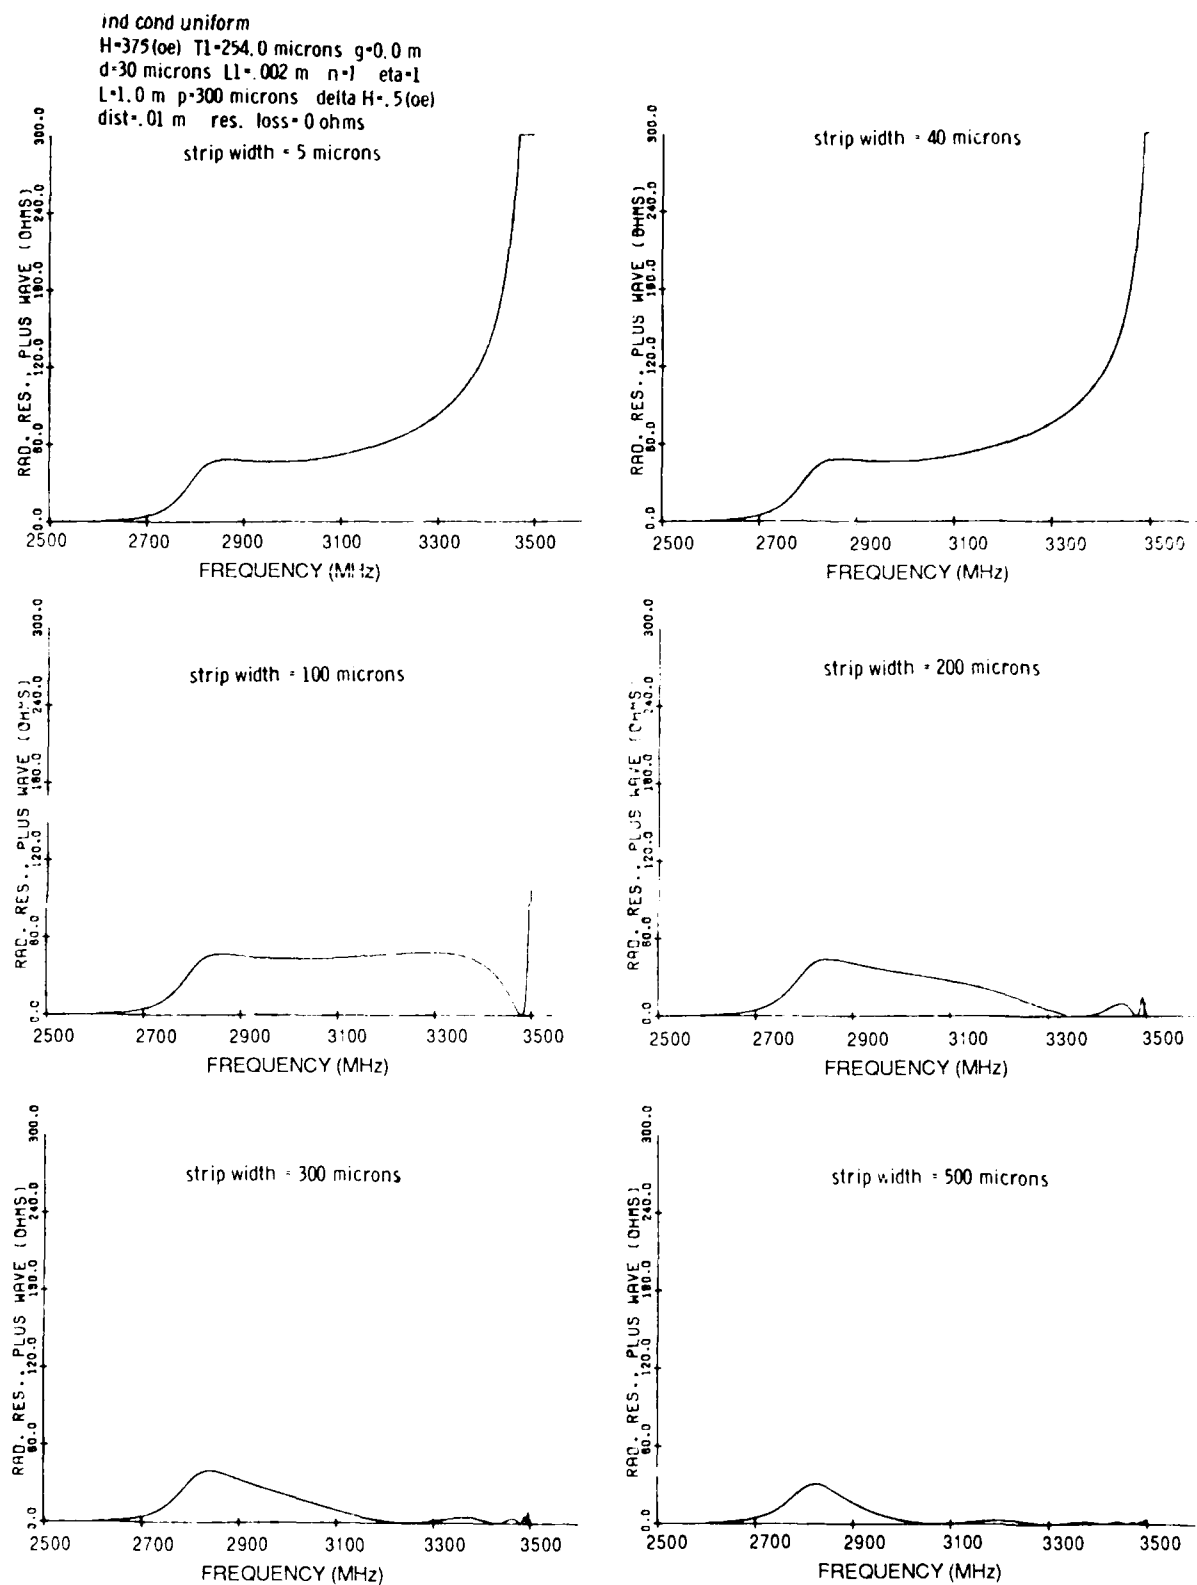 ind cond uniform
H=375(oe) T1=254.0 microns g=0.0 m
d=30 microns L1=.002 m n=1 eta=1
L=1.0 m p=300 microns delta H=.5(oe)
dist=.01 m res. loss=0 ohms
strip width = 5 microns
RAD. RES., PLUS WAVE (OHMS)
300.0
240.0
180.0
120.0
60.0
0.0
2500 2700 2900 3100 3300 3500
FREQUENCY (MHz)
strip width = 40 microns
RAD. RES., PLUS WAVE (OHMS)
300.0
240.0
180.0
120.0
60.0
0.0
2500 2700 2900 3100 3300 3500
FREQUENCY (MHz)
strip width = 100 microns
RAD. RES., PLUS WAVE (OHMS)
300.0
240.0
180.0
120.0
60.0
0.0
2500 2700 2900 3100 3300 3500
FREQUENCY (MHz)
strip width = 200 microns
RAD. RES., PLUS WAVE (OHMS)
300.0
240.0
180.0
120.0
60.0
0.0
2500 2700 2900 3100 3300 3500
FREQUENCY (MHz)
strip width = 300 microns
RAD. RES., PLUS WAVE (OHMS)
300.0
240.0
180.0
120.0
60.0
0.0
2500 2700 2900 3100 3300 3500
FREQUENCY (MHz)
strip width = 500 microns
RAD. RES., PLUS WAVE (OHMS)
300.0
240.0
180.0
120.0
60.0
0.0
2500 2700 2900 3100 3300 3500
FREQUENCY (MHz)